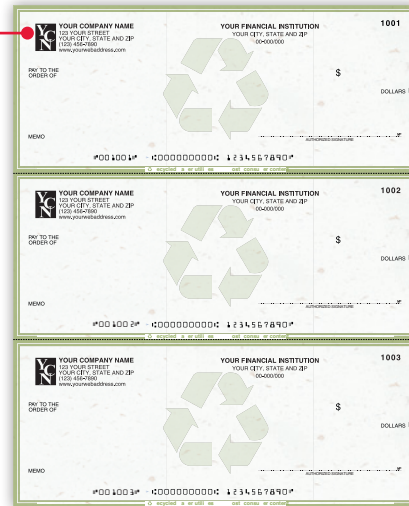 YCN
YOUR COMPANY NAME
123 YOUR STREET
YOUR CITY, STATE AND ZIP
(123) 456-7890
www.yourwebaddress.com
YOUR FINANCIAL INSTITUTION
YOUR CITY, STATE AND ZIP
00-000/000
1001
PAY TO THE
ORDER OF
$
DOLLARS
MEMO
AUTHORIZED SIGNATURE
⑈001001⑈ ⑆000000000⑆ 1234567890⑈
YCN
YOUR COMPANY NAME
123 YOUR STREET
YOUR CITY, STATE AND ZIP
(123) 456-7890
www.yourwebaddress.com
YOUR FINANCIAL INSTITUTION
YOUR CITY, STATE AND ZIP
00-000/000
1002
PAY TO THE
ORDER OF
$
DOLLARS
MEMO
AUTHORIZED SIGNATURE
⑈001002⑈ ⑆000000000⑆ 1234567890⑈
YCN
YOUR COMPANY NAME
123 YOUR STREET
YOUR CITY, STATE AND ZIP
(123) 456-7890
www.yourwebaddress.com
YOUR FINANCIAL INSTITUTION
YOUR CITY, STATE AND ZIP
00-000/000
1003
PAY TO THE
ORDER OF
$
DOLLARS
MEMO
AUTHORIZED SIGNATURE
⑈001003⑈ ⑆000000000⑆ 1234567890⑈